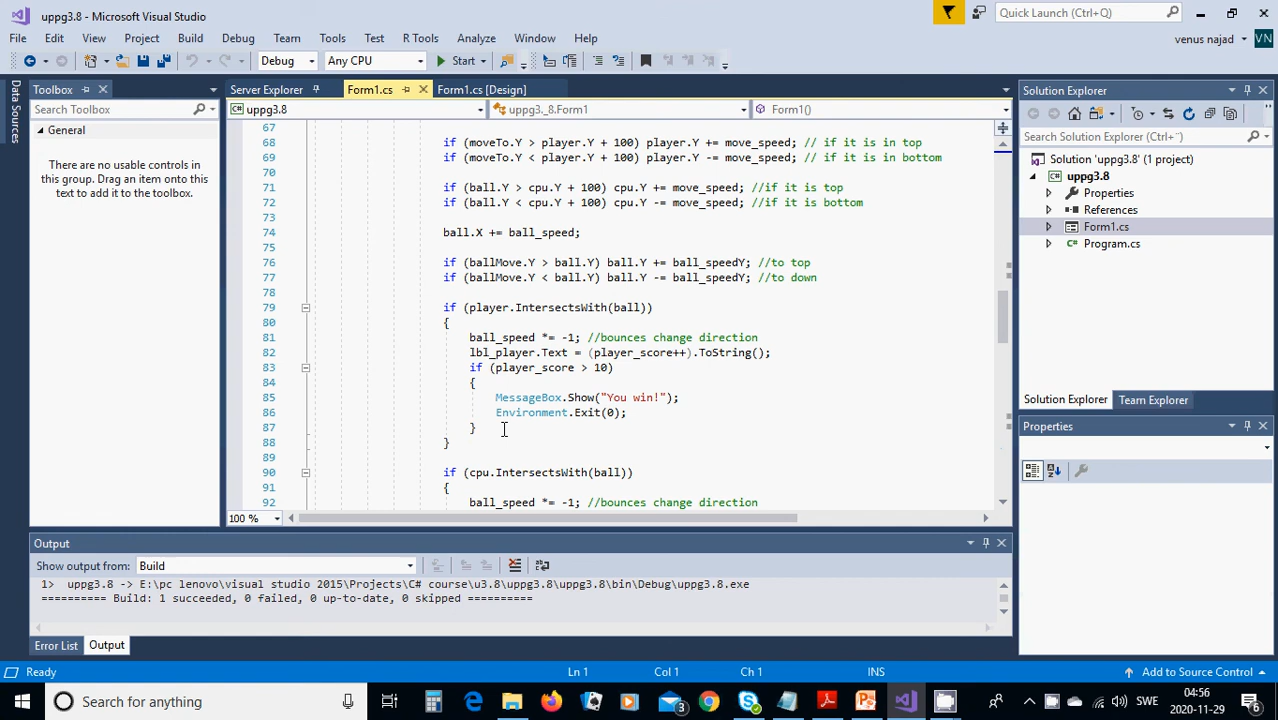 uppg3.8 - Microsoft Visual Studio
Quick Launch (Ctrl+Q)
File Edit View Project Build Debug Team Tools Test R Tools Analyze Window Help
venus najad VN
Debug Any CPU Start
Data Sources
Toolbox
Search Toolbox
General
There are no usable controls in
this group. Drag an item onto this
text to add it to the toolbox.
Server Explorer Form1.cs Form1.cs [Design]
uppg3.8 uppg3._8.Form1 Form1()
67
68 if (moveTo.Y > player.Y + 100) player.Y += move_speed; // if it is in top
69 if (moveTo.Y < player.Y + 100) player.Y -= move_speed; // if it is in bottom
70
71 if (ball.Y > cpu.Y + 100) cpu.Y += move_speed; //if it is top
72 if (ball.Y < cpu.Y + 100) cpu.Y -= move_speed; //if it is bottom
73
74 ball.X += ball_speed;
75
76 if (ballMove.Y > ball.Y) ball.Y += ball_speedY; //to top
77 if (ballMove.Y < ball.Y) ball.Y -= ball_speedY; //to down
78
79 if (player.IntersectsWith(ball))
80 {
81 ball_speed *= -1; //bounces change direction
82 lbl_player.Text = (player_score++).ToString();
83 if (player_score > 10)
84 {
85 MessageBox.Show("You win!");
86 Environment.Exit(0);
87 }
88 }
89
90 if (cpu.IntersectsWith(ball))
91 {
92 ball_speed *= -1; //bounces change direction
100 %
Solution Explorer
Search Solution Explorer (Ctrl+¨)
Solution 'uppg3.8' (1 project)
uppg3.8
Properties
References
Form1.cs
Program.cs
Solution Explorer Team Explorer
Properties
Output
Show output from: Build
1> uppg3.8 -> E:\pc lenovo\visual studio 2015\Projects\C# course\u3.8\uppg3.8\uppg3.8\bin\Debug\uppg3.8.exe
========== Build: 1 succeeded, 0 failed, 0 up-to-date, 0 skipped ==========
Error List Output
Ready Ln 1 Col 1 Ch 1 INS Add to Source Control
Search for anything
3
SWE
04:56
2020-11-29
6